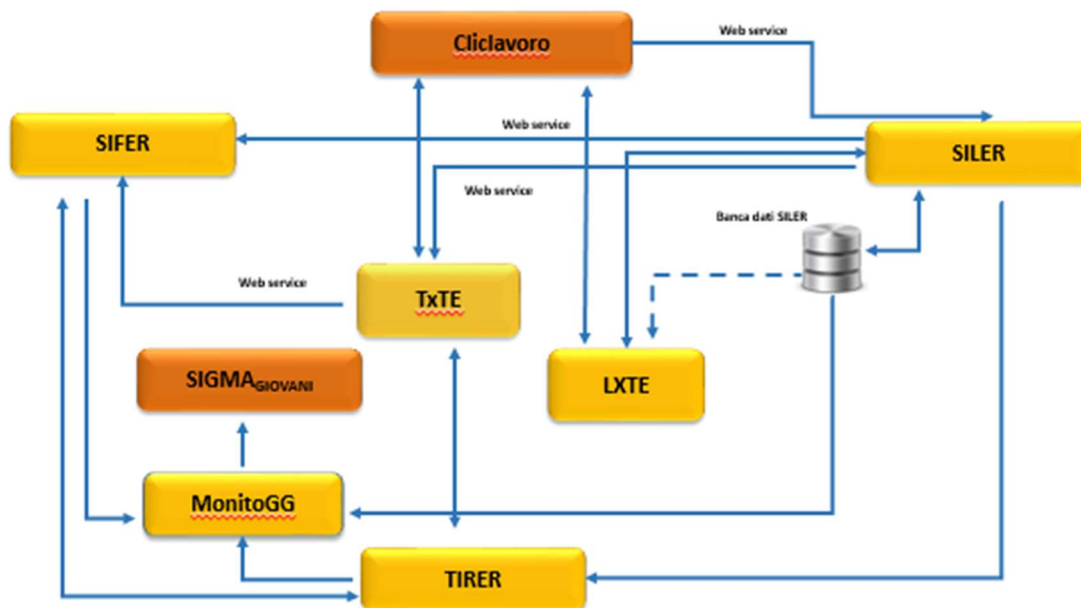 Cliclavoro
Web service
SIFER
Web service
SILER
Web service
Banca dati SILER
Web service
TxTE
SIGMAGIOVANI
LXTE
MonitoGG
TIRER